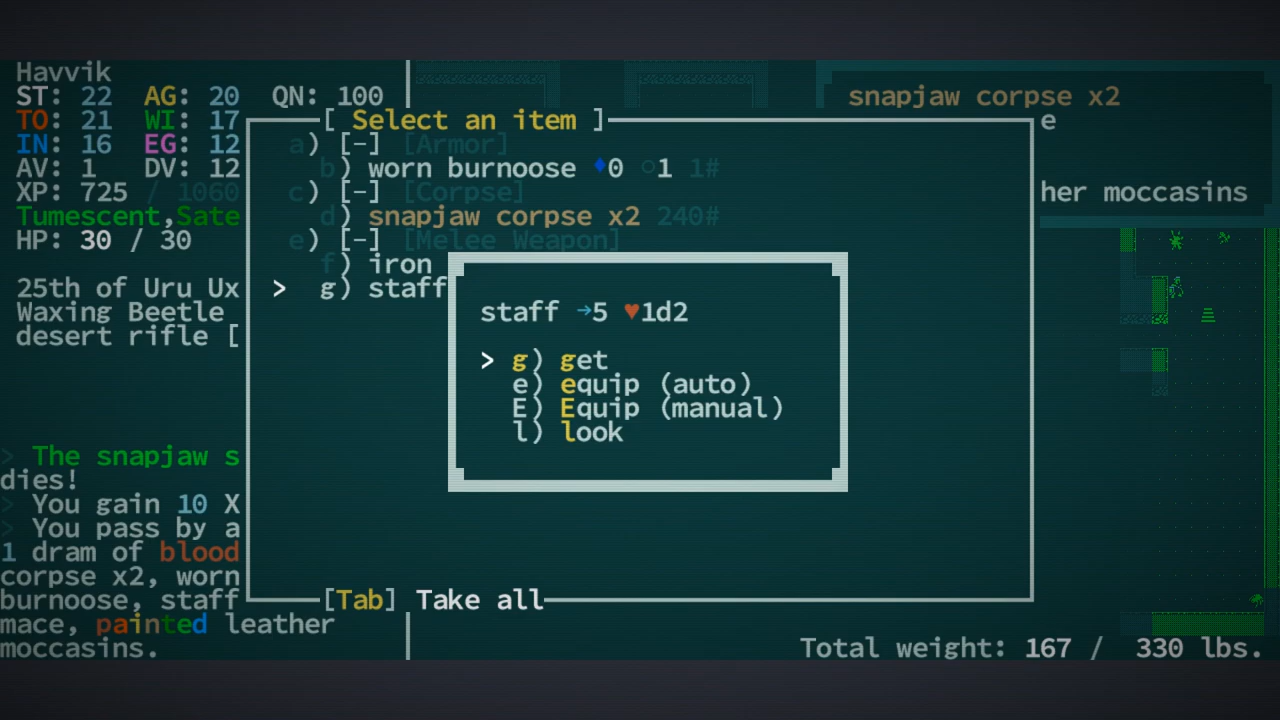 Havvik
ST: 22 AG: 20 QN: 100
TO: 21 WI: 17
IN: 16 EG: 12
AV: 1 DV: 12
XP: 725 / 1060
Tumescent,Sate
HP: 30 / 30
25th of Uru Ux
Waxing Beetle
desert rifle [
> The snapjaw s
dies!
> You gain 10 X
> You pass by a
1 dram of blood
corpse x2, worn
burnoose, staff
mace, painted leather
moccasins.
[ Select an item ]
a) [-] [Armor]
b) worn burnoose ♦0 ○1 1#
c) [-] [Corpse]
d) snapjaw corpse x2 240#
e) [-] [Melee Weapon]
f) iron
> g) staff
staff →5 ♥1d2
> g) get
e) equip (auto)
E) Equip (manual)
l) look
[Tab] Take all
snapjaw corpse x2
e
her moccasins
Total weight: 167 / 330 lbs.